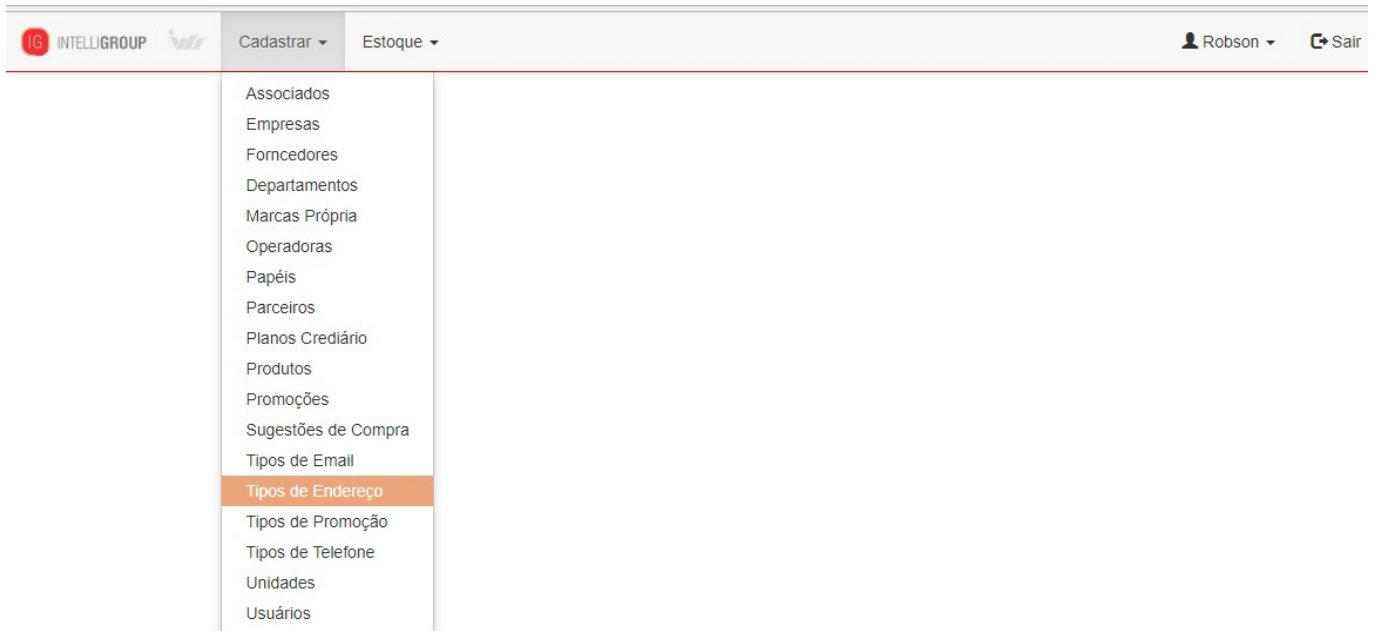 IG INTELLIGROUP Cadastrar Estoque Robson Sair
Associados
Empresas
Forncedores
Departamentos
Marcas Própria
Operadoras
Papéis
Parceiros
Planos Crediário
Produtos
Promoções
Sugestões de Compra
Tipos de Email
Tipos de Endereço
Tipos de Promoção
Tipos de Telefone
Unidades
Usuários